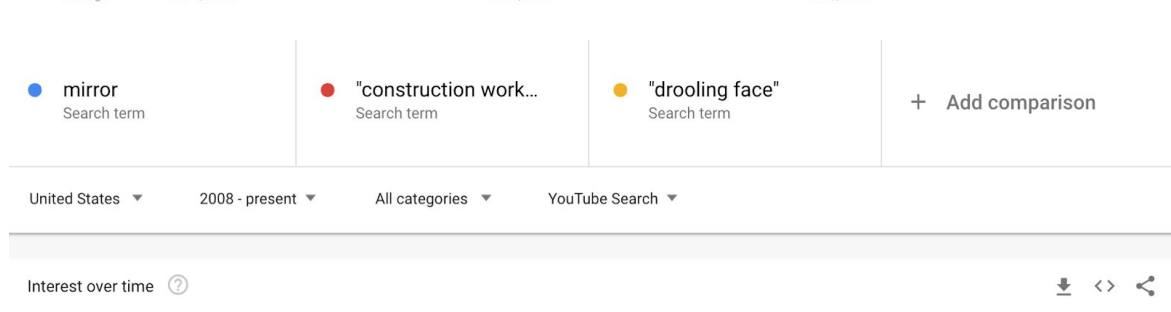 mirror
Search term
"construction work...
Search term
"drooling face"
Search term
+ Add comparison
United States
2008 - present
All categories
YouTube Search
Interest over time